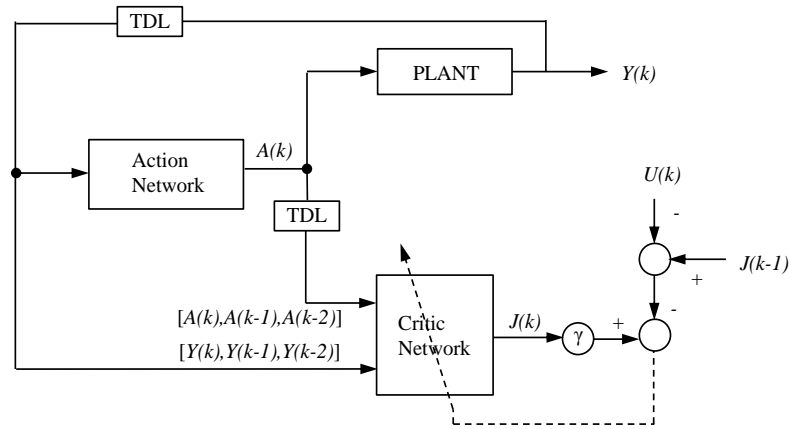 TDL
PLANT
Y(k)
Action
Network
A(k)
U(k)
TDL
-
J(k-1)
+
[A(k),A(k-1),A(k-2)]
Critic
Network
J(k)
γ
+
-
[Y(k),Y(k-1),Y(k-2)]